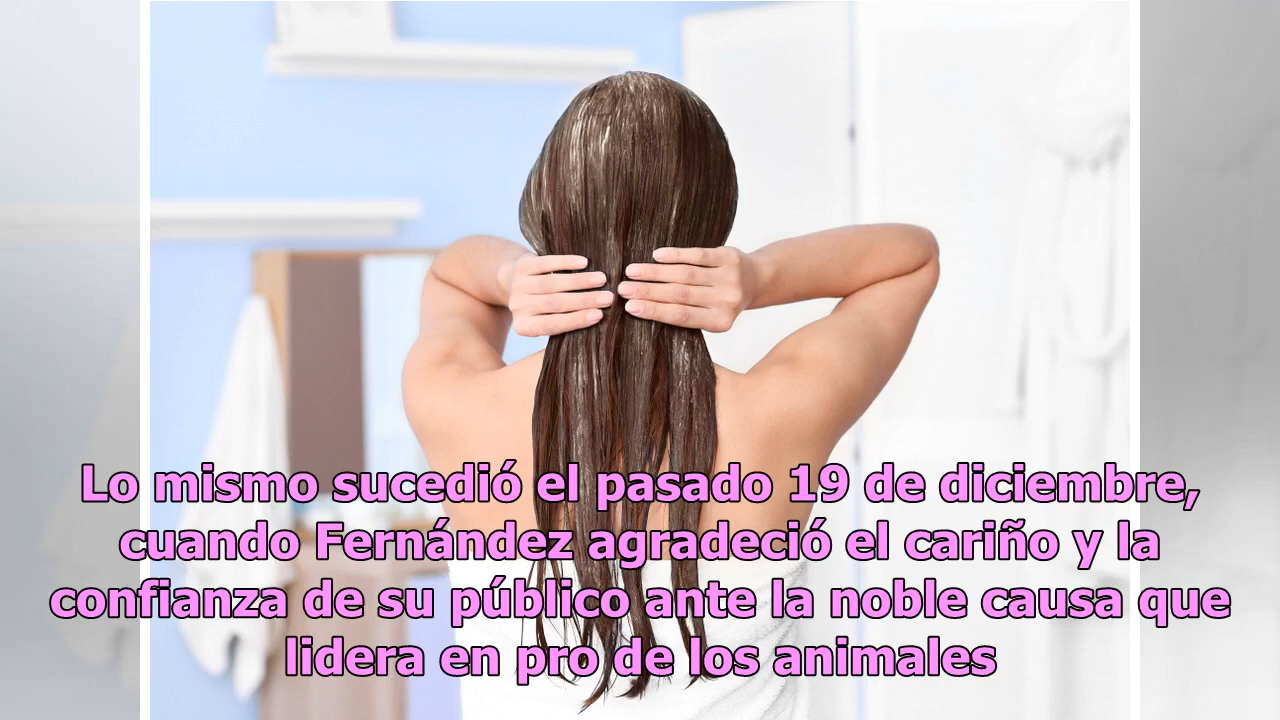 Lo mismo sucedió el pasado 19 de diciembre,
cuando Fernández agradeció el cariño y la
confianza de su público ante la noble causa que
lidera en pro de los animales